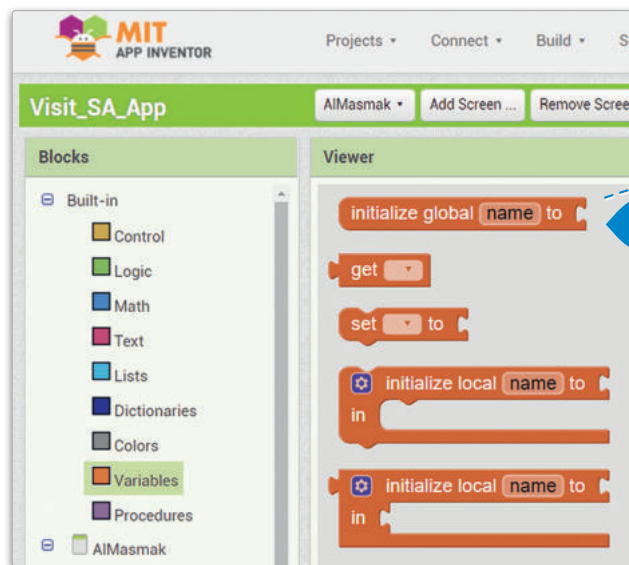 MIT
APP INVENTOR
Projects
Connect
Build
S
Visit_SA_App
AlMasmak
Add Screen ...
Remove Scree
Blocks
Viewer
Built-in
Control
Logic
Math
Text
Lists
Dictionaries
Colors
Variables
Procedures
AlMasmak
initialize global name to
get
set to
initialize local name to
in
initialize local name to
in